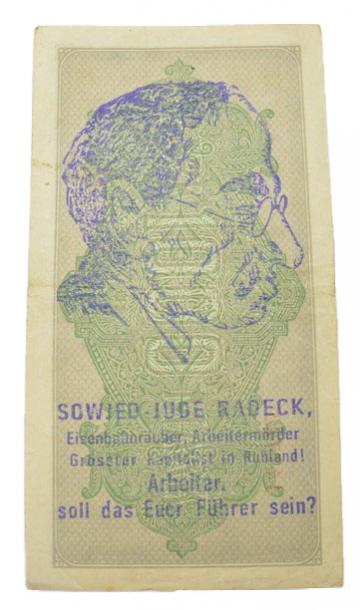 SOWJED-JUDE RADECK,
Eisenbahnräuber, Arbeitermörder
Grösster Kapitalist in Rußland!
Arbeiter.
soll das Euer Führer sein?